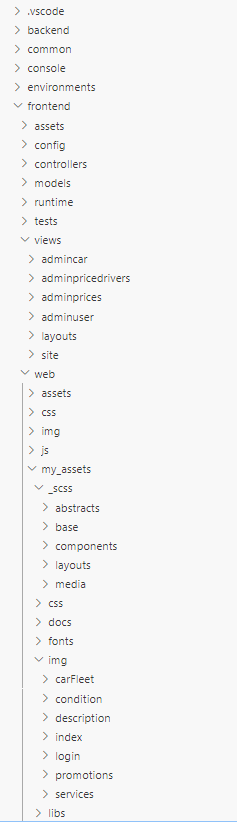 .vscode
backend
common
console
environments
frontend
assets
config
controllers
models
runtime
tests
views
admincar
adminpricedrivers
adminprices
adminuser
layouts
site
web
assets
css
img
js
my_assets
_scss
abstracts
base
components
layouts
media
css
docs
fonts
img
carFleet
condition
description
index
login
promotions
services
libs